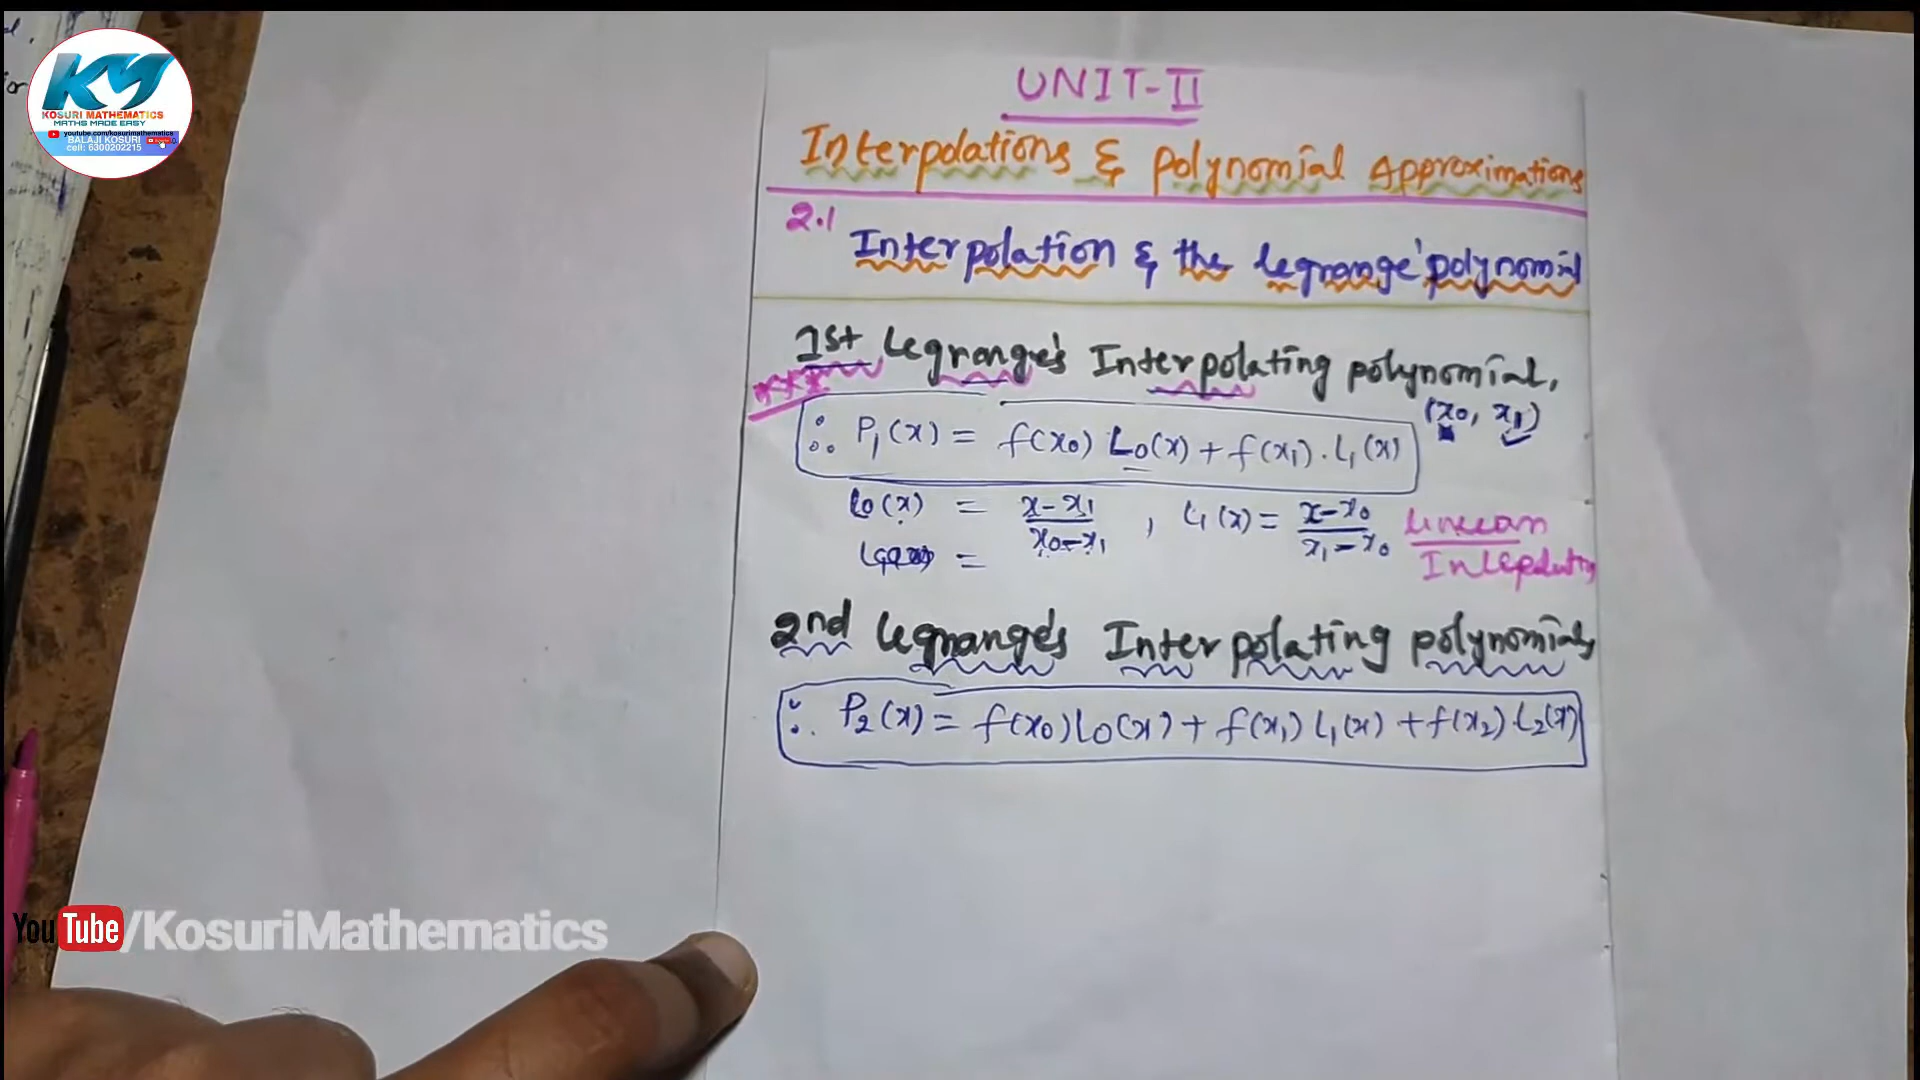 KM
KOSURI MATHEMATICS
MATHS MADE EASY
youtube.com/kosurimathematics
BALAJI KOSURI
cell: 6300202215
UNIT-II
Interpolations & Polynomial Approximations
2.1
Interpolation & the legrange' polynomial
1st Legrange's Interpolating polynomial,
(x0, x1)
∴ P1(x) = f(x0) L0(x) + f(x1) . L1(x)
L0(x) = x-x1/x0-x1 , L1(x) = x-x0/x1-x0
Linear
=
2nd Legrange's Interpolating polynomials
∴ P2(x) = f(x0)L0(x) + f(x1) L1(x) + f(x2) L2(x)
YouTube/KosuriMathematics